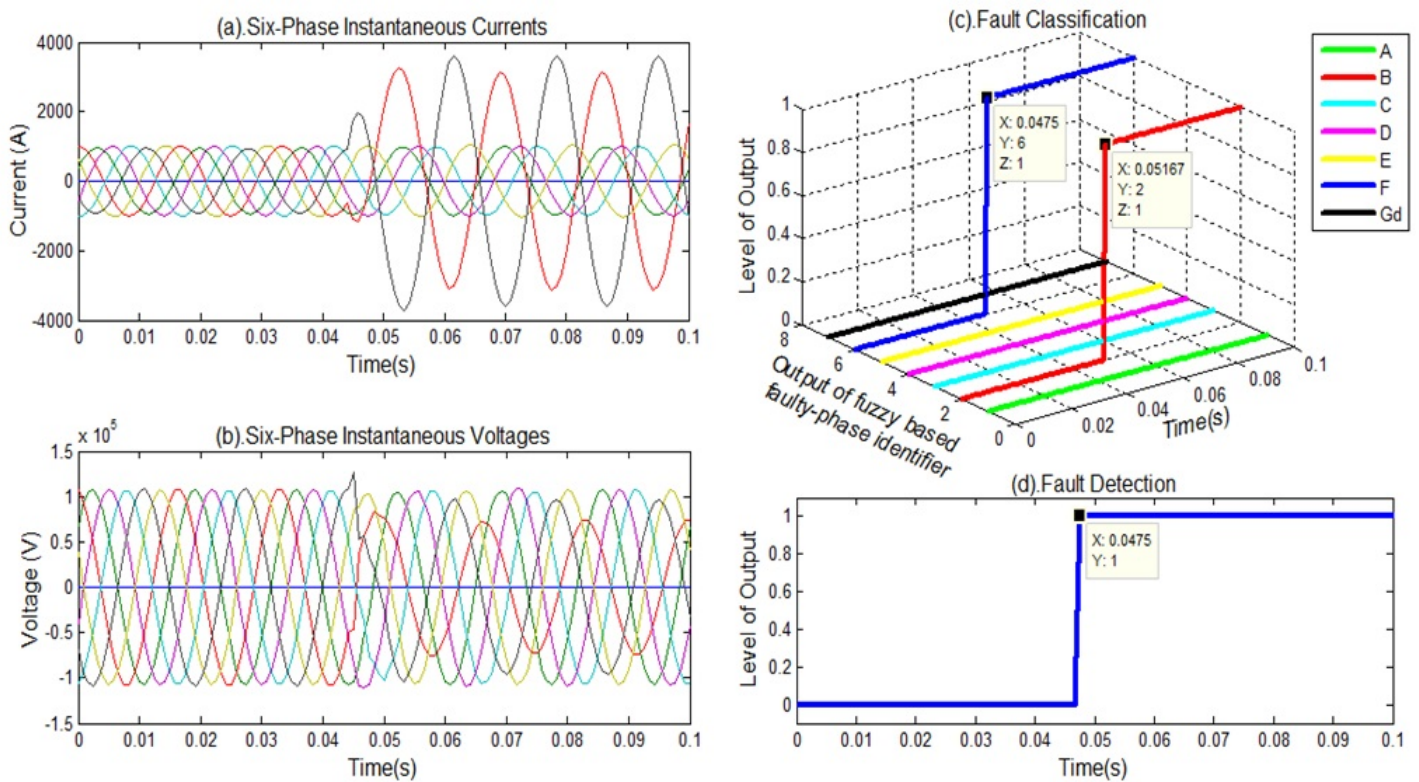 (a).Six-Phase Instantaneous Currents
4000
2000
0
-2000
-4000
Current (A)
0 0.01 0.02 0.03 0.04 0.05 0.06 0.07 0.08 0.09 0.1
Time(s)
(b).Six-Phase Instantaneous Voltages
x 10^5
1.5
1
0.5
0
-0.5
-1
-1.5
Voltage (V)
0 0.01 0.02 0.03 0.04 0.05 0.06 0.07 0.08 0.09 0.1
Time(s)
(c).Fault Classification
1
0.8
0.6
0.4
0.2
0
Level of Output
8
6
4
2
0
Output of fuzzy based
faulty-phase identifier
0
0.02
0.04
0.06
0.08
0.1
Time(s)
X: 0.0475
Y: 6
Z: 1
X: 0.05167
Y: 2
Z: 1
A
B
C
D
E
F
Gd
(d).Fault Detection
1
0.8
0.6
0.4
0.2
0
Level of Output
X: 0.0475
Y: 1
0 0.01 0.02 0.03 0.04 0.05 0.06 0.07 0.08 0.09 0.1
Time(s)